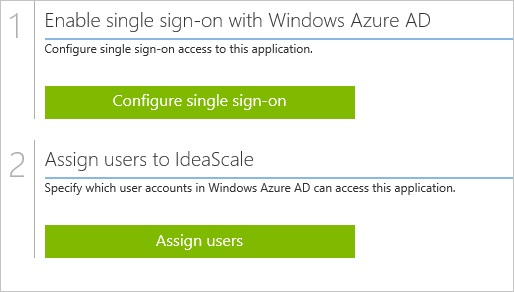 1 Enable single sign-on with Windows Azure AD
Configure single sign-on access to this application.
Configure single sign-on
2 Assign users to IdeaScale
Specify which user accounts in Windows Azure AD can access this application.
Assign users